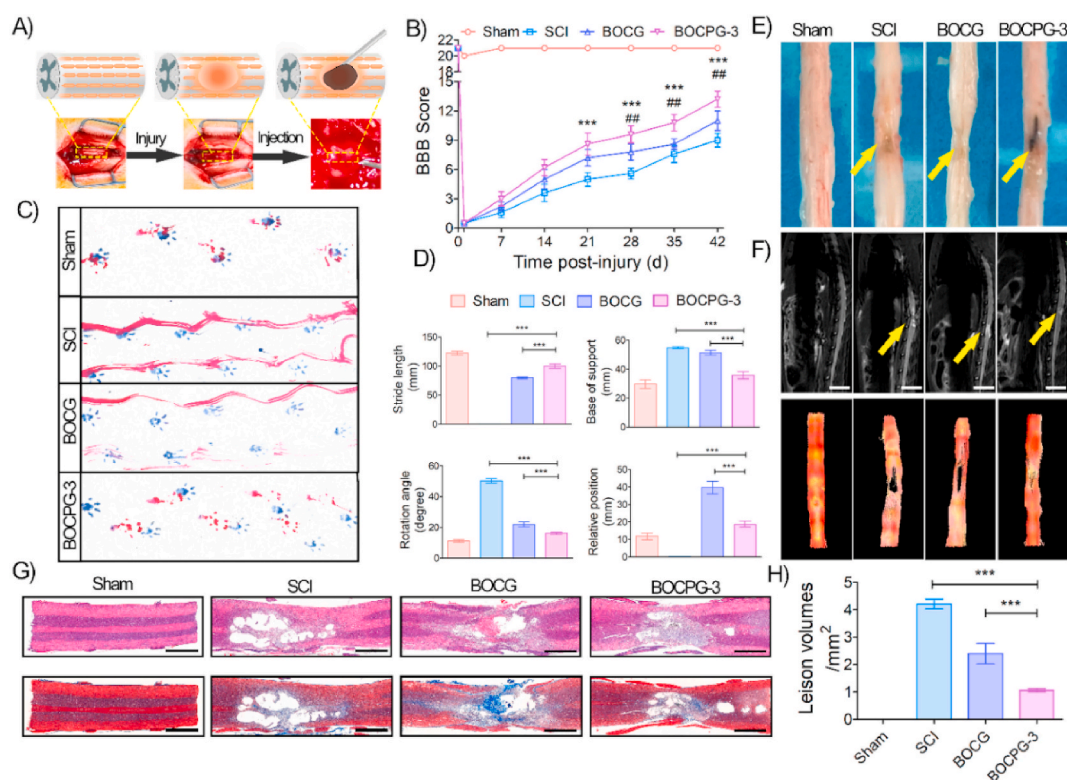 A)
Injury
Injection
B)
Sham SCI BOCG BOCPG-3
BBB Score
22
20
18
15
12
9
6
3
0
***
***
##
***
##
***
##
0 7 14 21 28 35 42
Time post-injury (d)
C)
Sham
SCI
BOCG
BOCPG-3
D)
Sham SCI BOCG BOCPG-3
Stride length
(mm)
150
100
50
0
***
***
Base of support
(mm)
80
60
40
20
0
***
***
Rotation angle
(degree)
60
40
20
0
***
***
Relative position
(mm)
50
40
30
20
10
0
***
***
E)
Sham SCI BOCG BOCPG-3
F)
G)
Sham SCI BOCG BOCPG-3
H)
Leison volumes
/mm²
5
4
3
2
1
0
***
***
Sham
SCI
BOCG
BOCPG-3